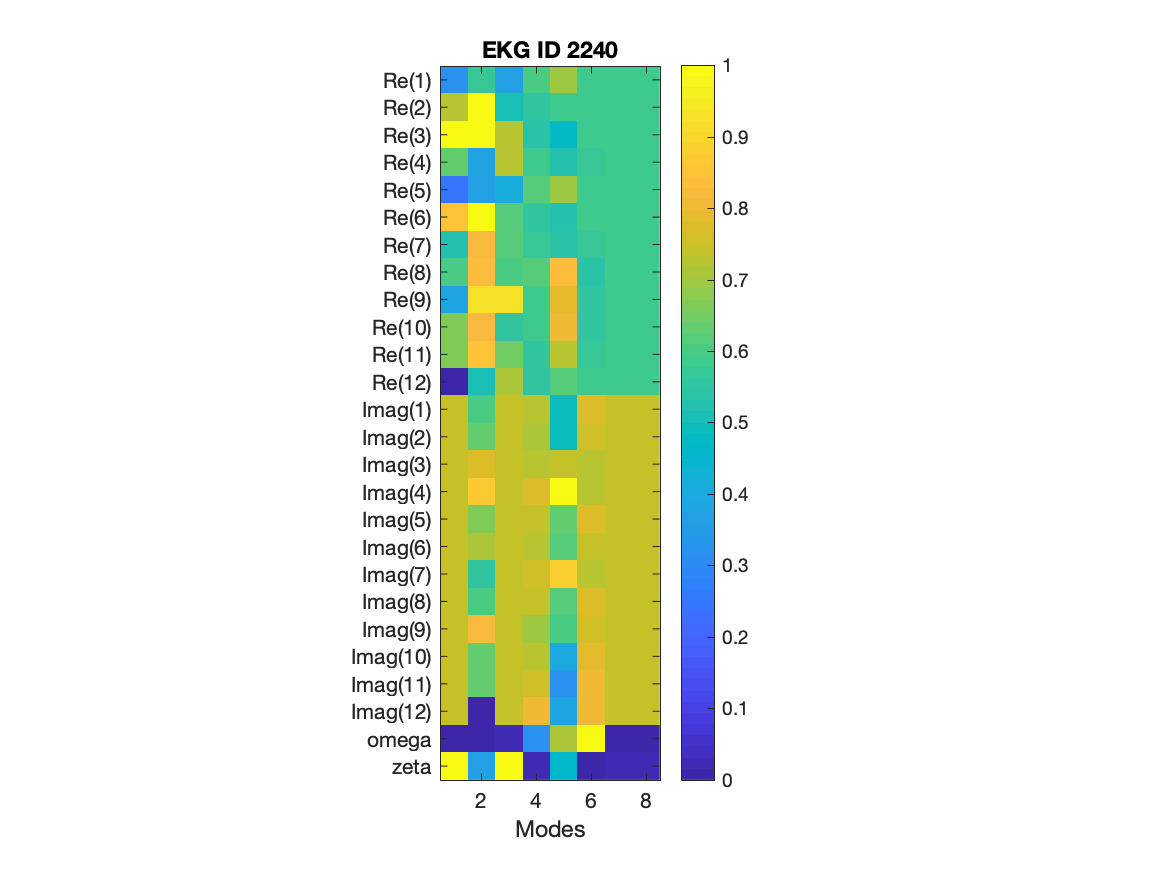 EKG ID 2240
Re(1)
Re(2)
Re(3)
Re(4)
Re(5)
Re(6)
Re(7)
Re(8)
Re(9)
Re(10)
Re(11)
Re(12)
Imag(1)
Imag(2)
Imag(3)
Imag(4)
Imag(5)
Imag(6)
Imag(7)
Imag(8)
Imag(9)
Imag(10)
Imag(11)
Imag(12)
omega
zeta
2 4 6 8
Modes
1
0.9
0.8
0.7
0.6
0.5
0.4
0.3
0.2
0.1
0